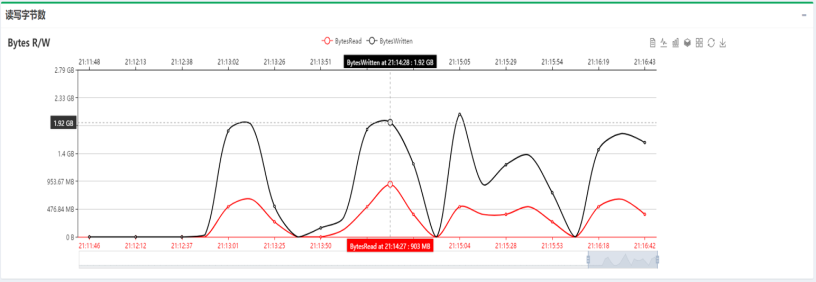 读写字节数
Bytes R/W
BytesRead BytesWritten
21:11:48 21:12:13 21:12:38 21:13:02 21:13:26 21:13:51 BytesWritten at 21:14:28 : 1.92 GB 21:15:05 21:15:29 21:15:54 21:16:19 21:16:43
2.79 GB
2.33 GB
1.92 GB
1.4 GB
953.67 MB
476.84 MB
0 B
21:11:46 21:12:12 21:12:37 21:13:01 21:13:25 21:13:50 BytesRead at 21:14:27 : 903 MB 21:15:04 21:15:28 21:15:53 21:16:18 21:16:42